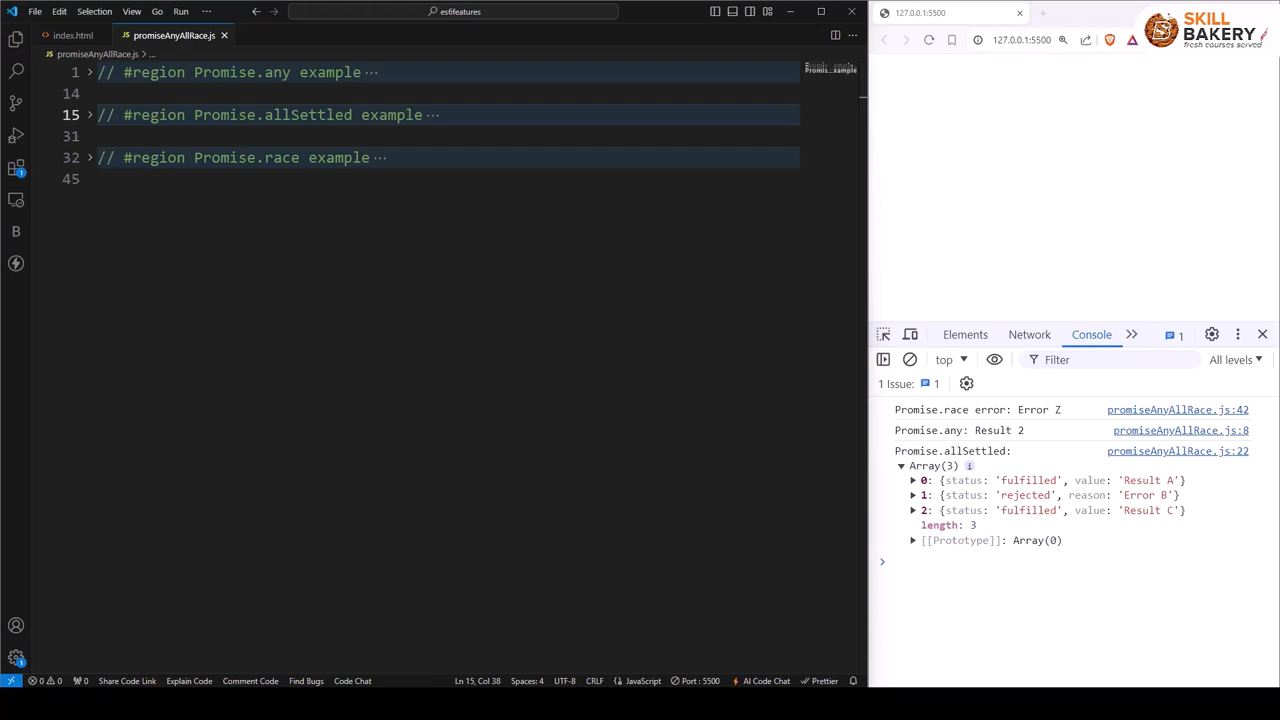 File Edit Selection View Go Run ··· es6features
index.html promiseAnyAllRace.js
promiseAnyAllRace.js > ...
1 // #region Promise.any example ···
14
15 // #region Promise.allSettled example ···
31
32 // #region Promise.race example ···
45
B
1
1
0 0 0 Share Code Link Explain Code Comment Code Find Bugs Code Chat Ln 15, Col 38 Spaces: 4 UTF-8 CRLF {} JavaScript Port : 5500 AI Code Chat Prettier
127.0.0.1:5500
127.0.0.1:5500
SKILL
BAKERY
fresh courses served
Elements Network Console 1
top Filter All levels
1 Issue: 1
Promise.race error: Error Z promiseAnyAllRace.js:42
Promise.any: Result 2 promiseAnyAllRace.js:8
Promise.allSettled: promiseAnyAllRace.js:22
Array(3) i
0: {status: 'fulfilled', value: 'Result A'}
1: {status: 'rejected', reason: 'Error B'}
2: {status: 'fulfilled', value: 'Result C'}
length: 3
[[Prototype]]: Array(0)